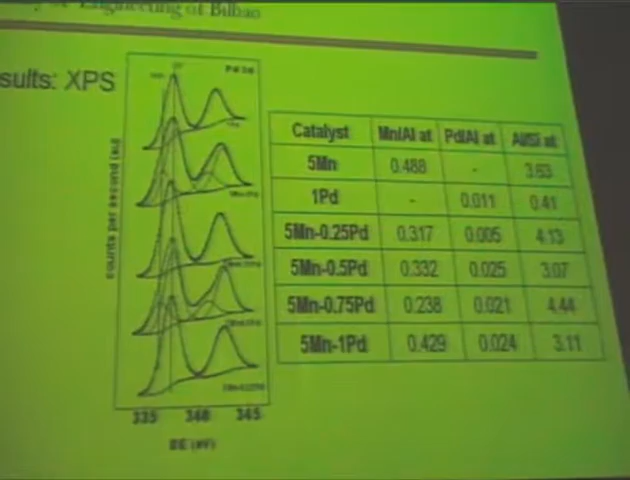 Engineering of Bilbao
sults: XPS
Pd 3d
counts per second (au)
335 340 345
BE (eV)
Catalyst Mn/Al at Pd/Al at Al/Si at
5Mn 0.488 - 3.63
1Pd - 0.011 0.41
5Mn-0.25Pd 0.317 0.005 4.13
5Mn-0.5Pd 0.332 0.025 3.07
5Mn-0.75Pd 0.238 0.021 4.44
5Mn-1Pd 0.429 0.024 3.11